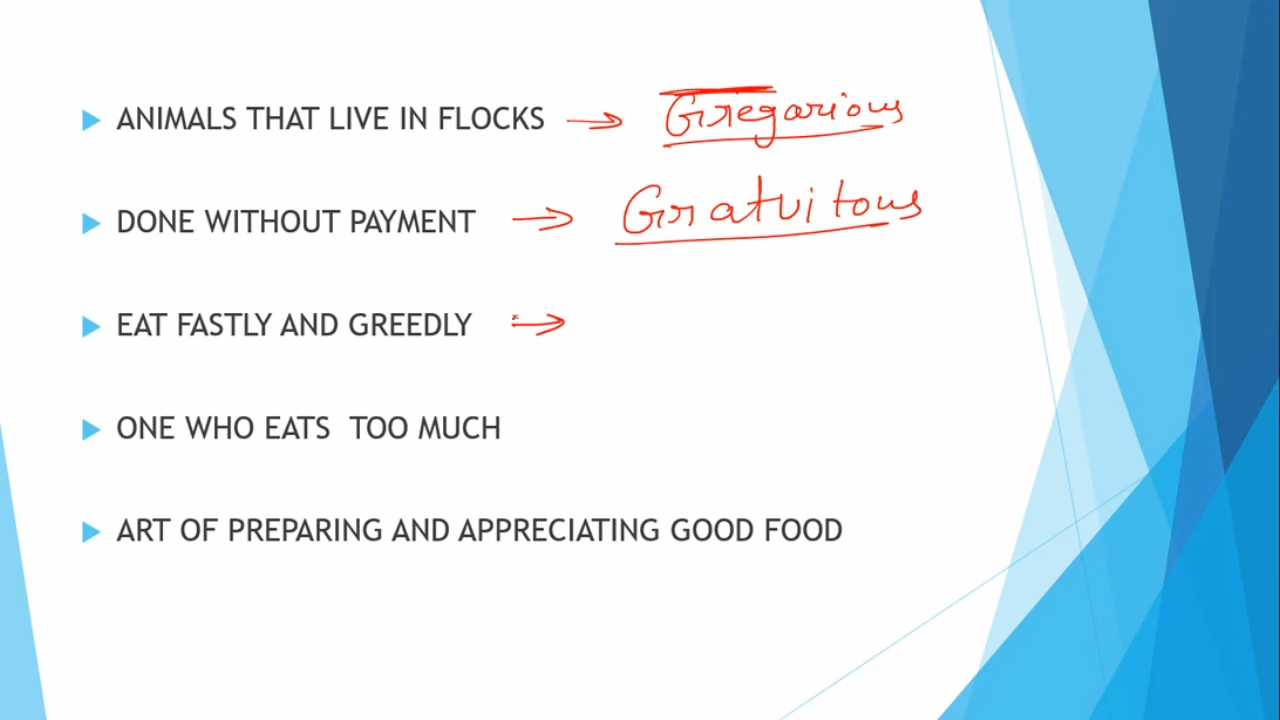 ANIMALS THAT LIVE IN FLOCKS → Gregarious
DONE WITHOUT PAYMENT → Gratuitous
EAT FASTLY AND GREEDLY →
ONE WHO EATS TOO MUCH
ART OF PREPARING AND APPRECIATING GOOD FOOD